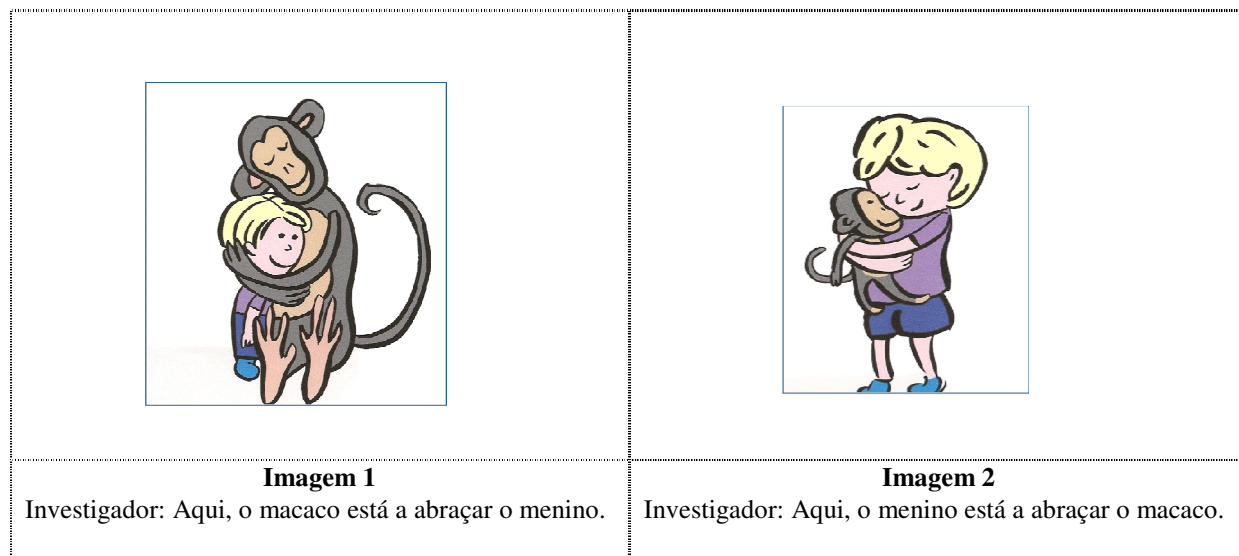 Imagem 1
Investigador: Aqui, o macaco está a abraçar o menino.
Imagem 2
Investigador: Aqui, o menino está a abraçar o macaco.